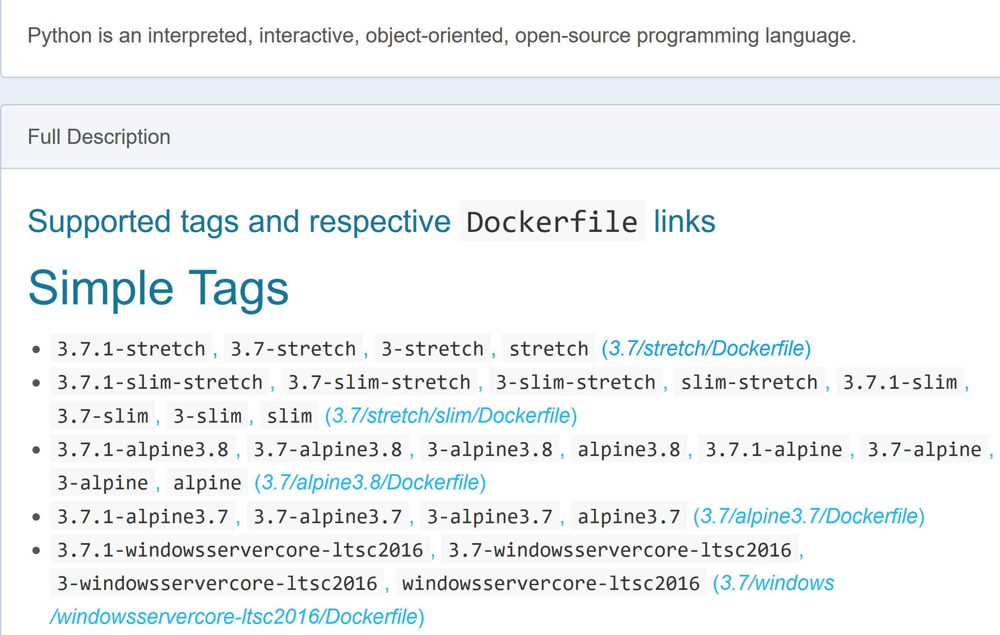 Python is an interpreted, interactive, object-oriented, open-source programming language.
Full Description
Supported tags and respective Dockerfile links
Simple Tags
3.7.1-stretch, 3.7-stretch, 3-stretch, stretch (3.7/stretch/Dockerfile)
3.7.1-slim-stretch, 3.7-slim-stretch, 3-slim-stretch, slim-stretch, 3.7.1-slim,
3.7-slim, 3-slim, slim (3.7/stretch/slim/Dockerfile)
3.7.1-alpine3.8, 3.7-alpine3.8, 3-alpine3.8, alpine3.8, 3.7.1-alpine, 3.7-alpine,
3-alpine, alpine (3.7/alpine3.8/Dockerfile)
3.7.1-alpine3.7, 3.7-alpine3.7, 3-alpine3.7, alpine3.7 (3.7/alpine3.7/Dockerfile)
3.7.1-windowsservercore-ltsc2016, 3.7-windowsservercore-ltsc2016,
3-windowsservercore-ltsc2016, windowsservercore-ltsc2016 (3.7/windows
/windowsservercore-ltsc2016/Dockerfile)